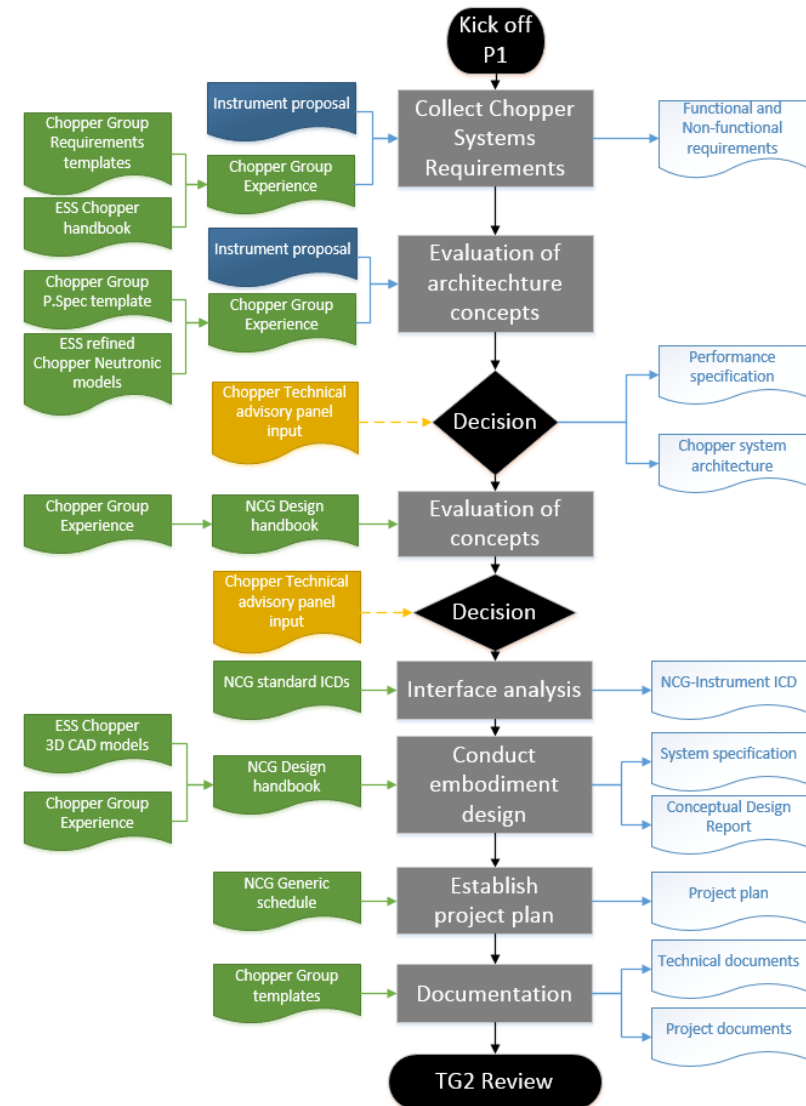 Kick off
P1
Instrument proposal
Chopper Group
Requirements
templates
Chopper Group
Experience
ESS Chopper
handbook
Collect Chopper
Systems
Requirements
Functional and
Non-functional
requirements
Instrument proposal
Chopper Group
P.Spec template
Chopper Group
Experience
ESS refined
Chopper Neutronic
models
Evaluation of
architechture
concepts
Chopper Technical
advisory panel
input
Decision
Performance
specification
Chopper system
architecture
Chopper Group
Experience
NCG Design
handbook
Evaluation of
concepts
Chopper Technical
advisory panel
input
Decision
NCG standard ICDs
Interface analysis
NCG-Instrument ICD
ESS Chopper
3D CAD models
Chopper Group
Experience
NCG Design
handbook
Conduct
embodiment
design
System specification
Conceptual Design
Report
NCG Generic
schedule
Establish
project plan
Project plan
Chopper Group
templates
Documentation
Technical documents
Project documents
TG2 Review